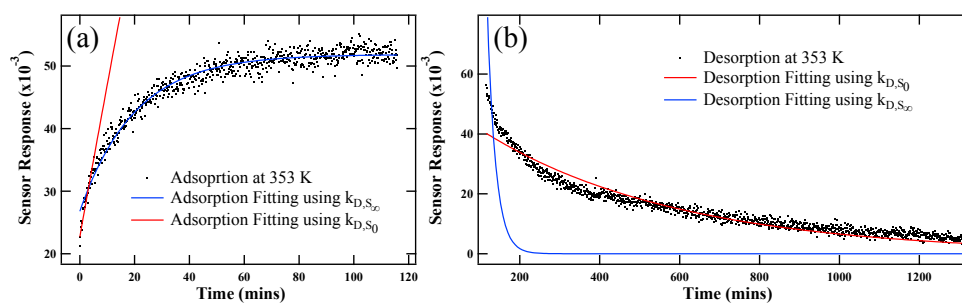 (a)
Sensor Response (x10⁻³)
50
40
30
20
Adsoprtion at 353 K
Adsorption Fitting using k_D,S∞
Adsorption Fitting using k_D,S₀
0 20 40 60 80 100 120
Time (mins)
(b)
Sensor Response (x10⁻³)
60
40
20
0
Desorption at 353 K
Desorption Fitting using k_D,S₀
Desorption Fitting using k_D,S∞
200 400 600 800 1000 1200
Time (mins)